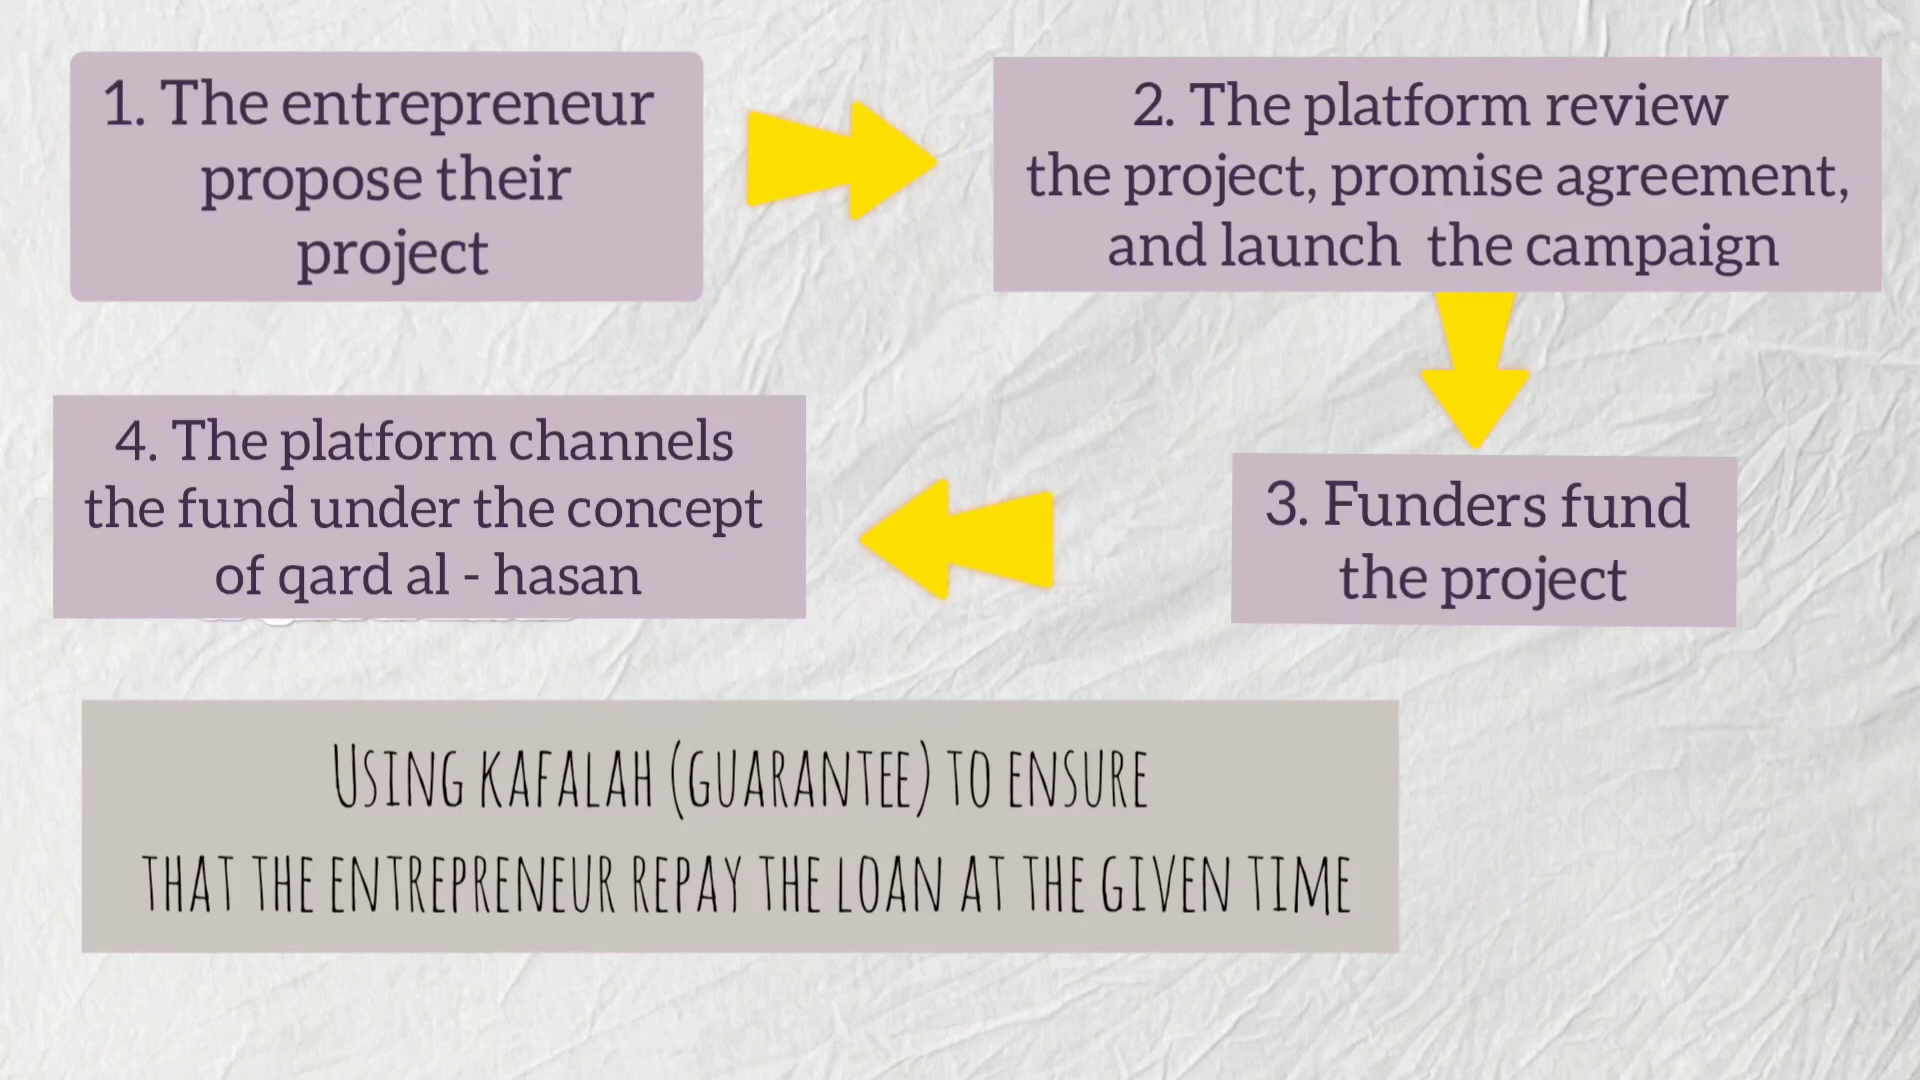 1. The entrepreneur
propose their
project
2. The platform review
the project, promise agreement,
and launch the campaign
3. Funders fund
the project
4. The platform channels
the fund under the concept
of qard al - hasan
USING KAFALAH (GUARANTEE) TO ENSURE
THAT THE ENTREPRENEUR REPAY THE LOAN AT THE GIVEN TIME